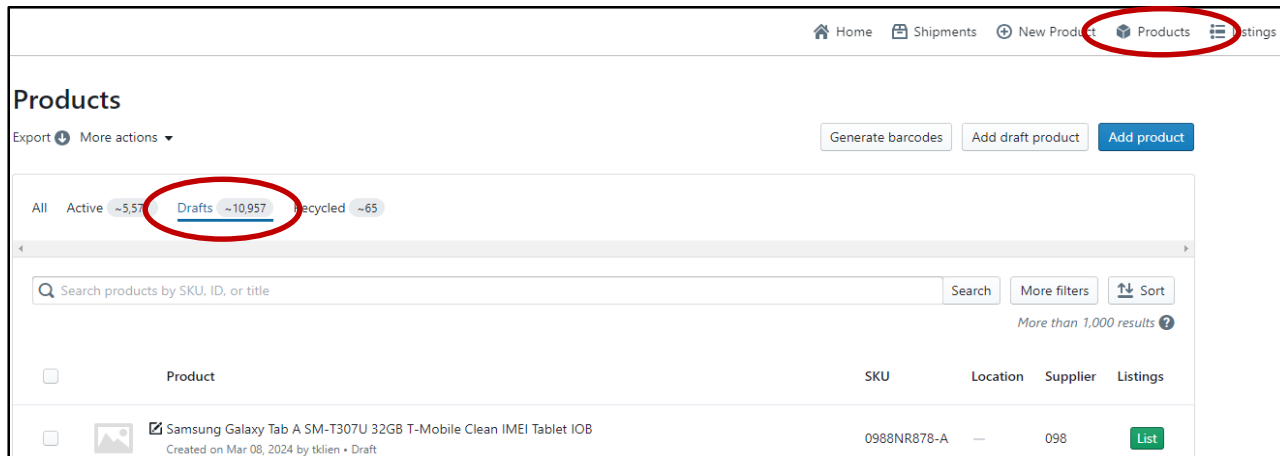 Home Shipments New Product Products Listings
Products
Export More actions Generate barcodes Add draft product Add product
All Active ~5,57 Drafts ~10,957 Recycled ~65
Search products by SKU, ID, or title Search More filters Sort
More than 1,000 results
Product SKU Location Supplier Listings
Samsung Galaxy Tab A SM-T307U 32GB T-Mobile Clean IMEI Tablet IOB 0988NR878-A — 098 List
Created on Mar 08, 2024 by tklien • Draft